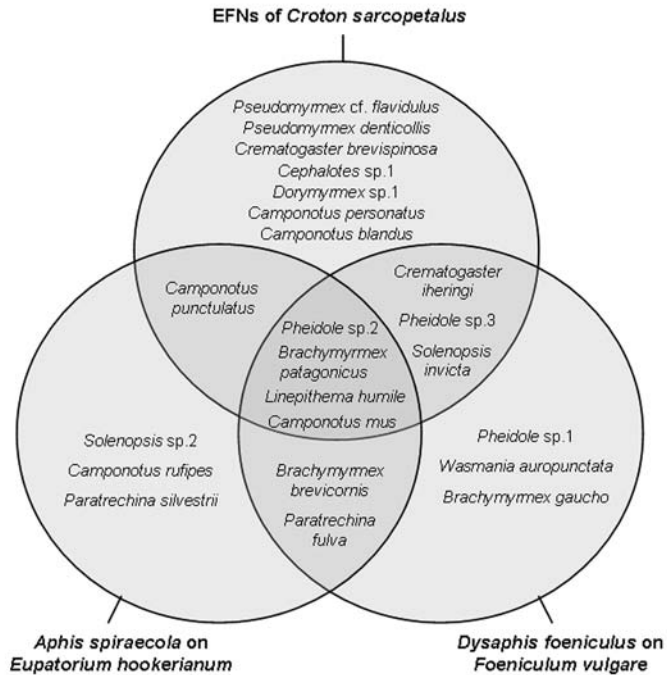 EFNs of Croton sarcopetalus
Pseudomyrmex cf. flavidulus
Pseudomyrmex denticollis
Crematogaster brevispinosa
Cephalotes sp.1
Dorymyrmex sp.1
Camponotus personatus
Camponotus blandus
Camponotus
punctulatus
Crematogaster
iheringi
Pheidole sp.3
Solenopsis
invicta
Pheidole sp.2
Brachymyrmex
patagonicus
Linepithema humile
Camponotus mus
Solenopsis sp.2
Camponotus rufipes
Paratrechina silvestrii
Brachymyrmex
brevicornis
Paratrechina
fulva
Pheidole sp.1
Wasmania auropunctata
Brachymyrmex gaucho
Aphis spiraecola on
Eupatorium hookerianum
Dysaphis foeniculus on
Foeniculum vulgare